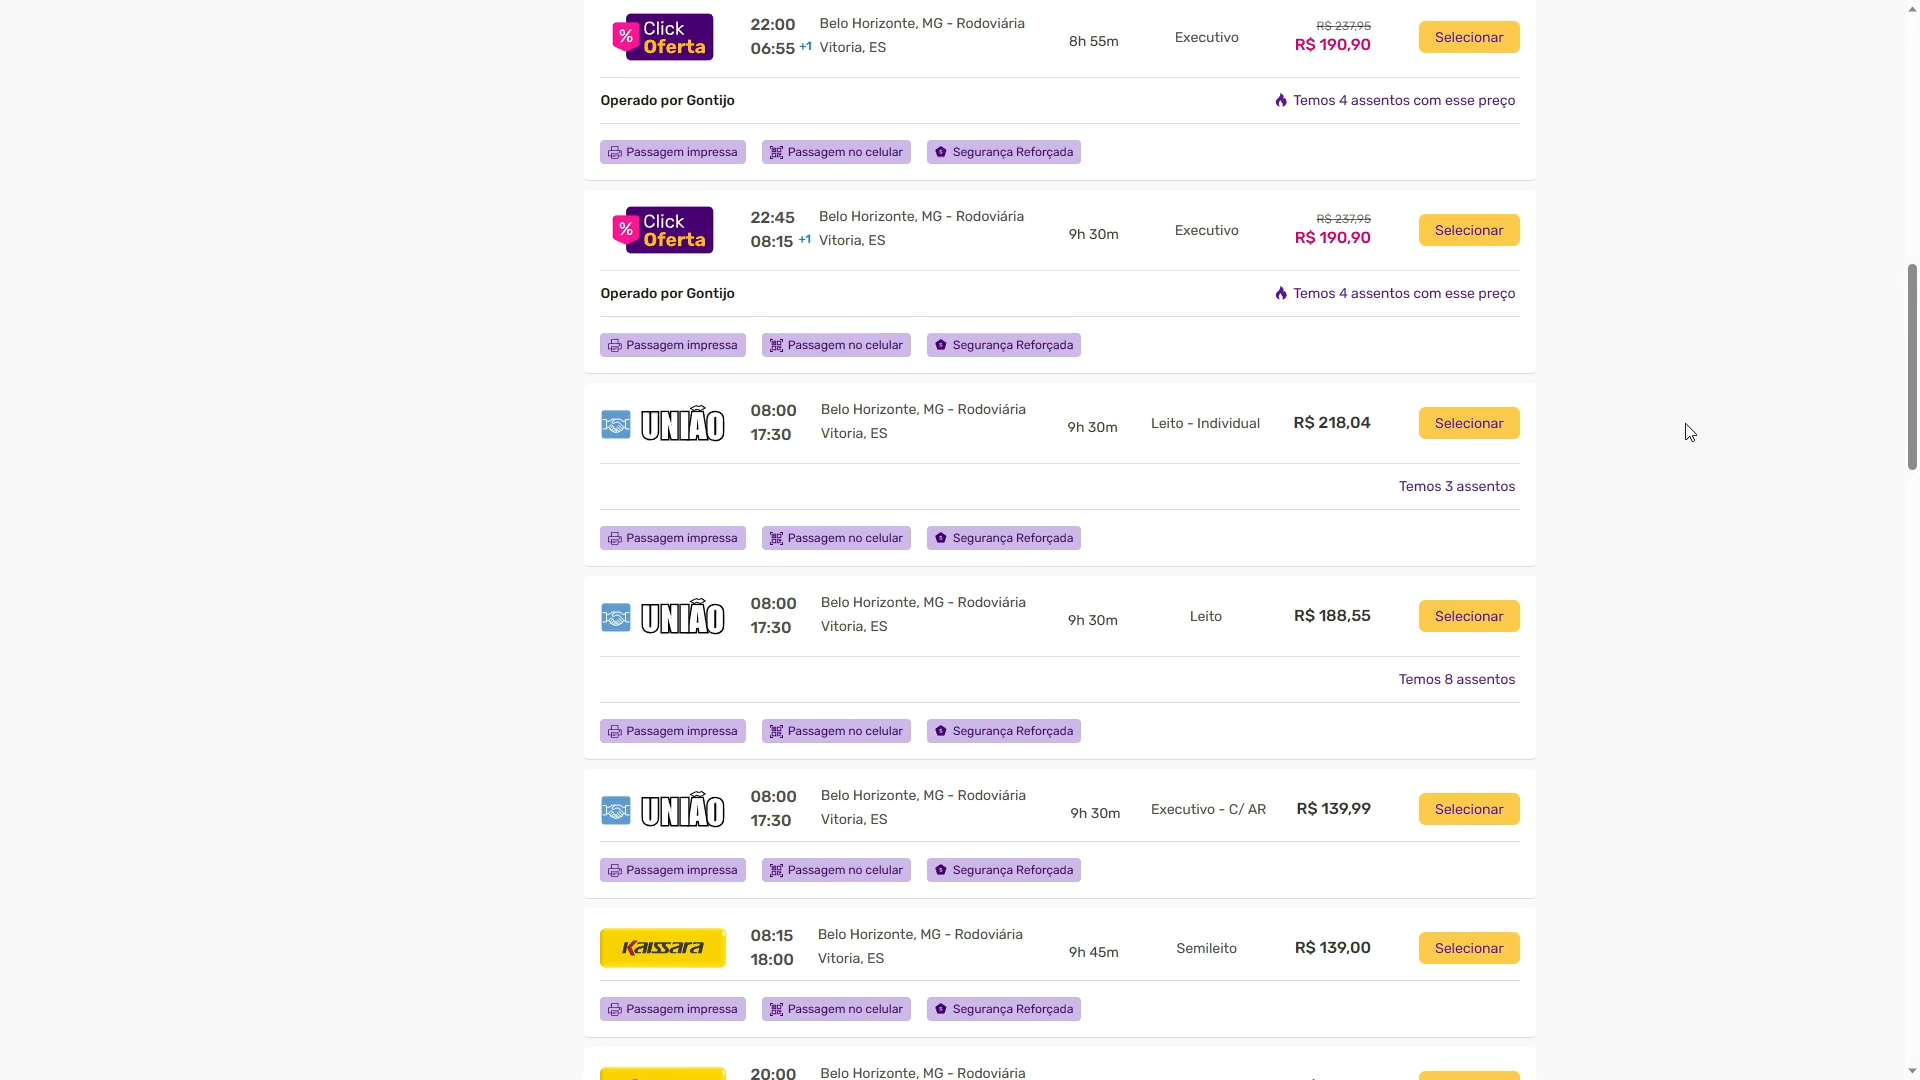 Click
Oferta
%
22:00 Belo Horizonte, MG - Rodoviária
06:55 +1 Vitoria, ES
8h 55m
Executivo
R$ 237,95
R$ 190,90
Selecionar
Operado por Gontijo
Temos 4 assentos com esse preço
Passagem impressa
Passagem no celular
Segurança Reforçada
Click
Oferta
%
22:45 Belo Horizonte, MG - Rodoviária
08:15 +1 Vitoria, ES
9h 30m
Executivo
R$ 237,95
R$ 190,90
Selecionar
Operado por Gontijo
Temos 4 assentos com esse preço
Passagem impressa
Passagem no celular
Segurança Reforçada
UNIÃO
08:00 Belo Horizonte, MG - Rodoviária
17:30 Vitoria, ES
9h 30m
Leito - Individual
R$ 218,04
Selecionar
Temos 3 assentos
Passagem impressa
Passagem no celular
Segurança Reforçada
UNIÃO
08:00 Belo Horizonte, MG - Rodoviária
17:30 Vitoria, ES
9h 30m
Leito
R$ 188,55
Selecionar
Temos 8 assentos
Passagem impressa
Passagem no celular
Segurança Reforçada
UNIÃO
08:00 Belo Horizonte, MG - Rodoviária
17:30 Vitoria, ES
9h 30m
Executivo - C/ AR
R$ 139,99
Selecionar
Passagem impressa
Passagem no celular
Segurança Reforçada
Kaissara
08:15 Belo Horizonte, MG - Rodoviária
18:00 Vitoria, ES
9h 45m
Semileito
R$ 139,00
Selecionar
Passagem impressa
Passagem no celular
Segurança Reforçada
20:00 Belo Horizonte, MG - Rodoviária